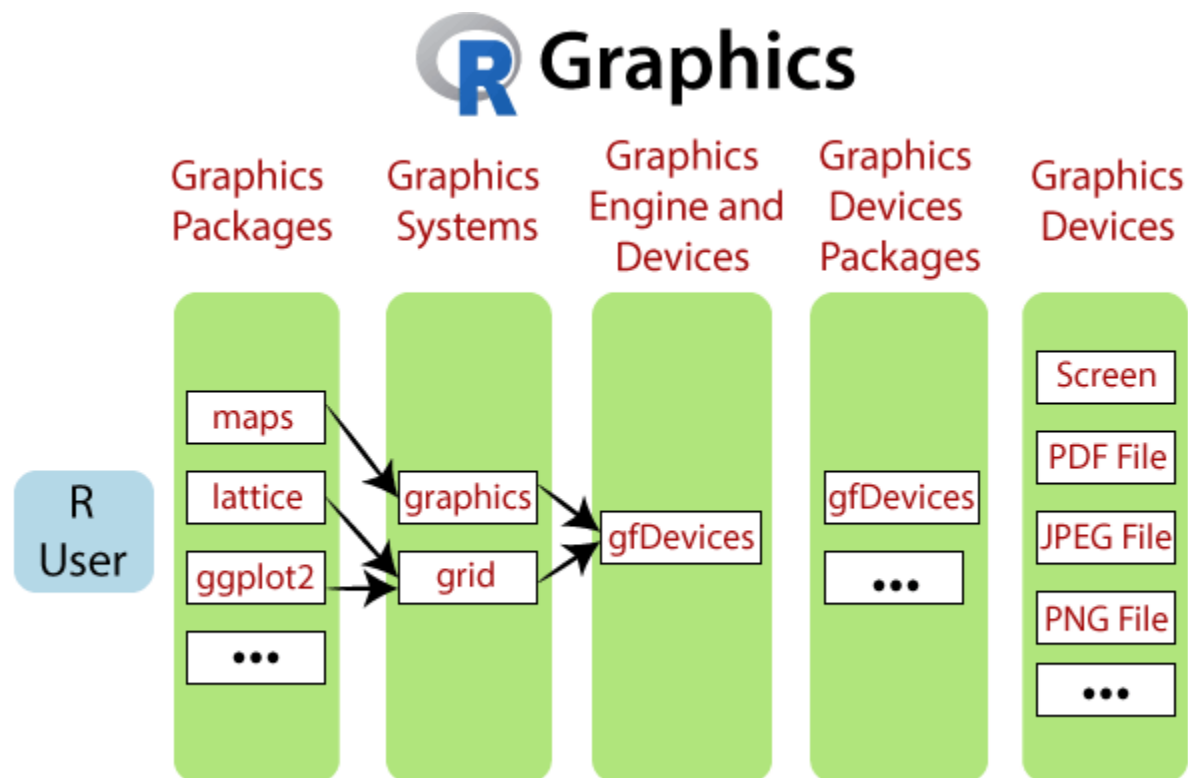 R Graphics
Graphics
Packages
Graphics
Systems
Graphics
Engine and
Devices
Graphics
Devices
Packages
Graphics
Devices
R
User
maps
lattice
ggplot2
•••
graphics
grid
gfDevices
gfDevices
•••
Screen
PDF File
JPEG File
PNG File
•••